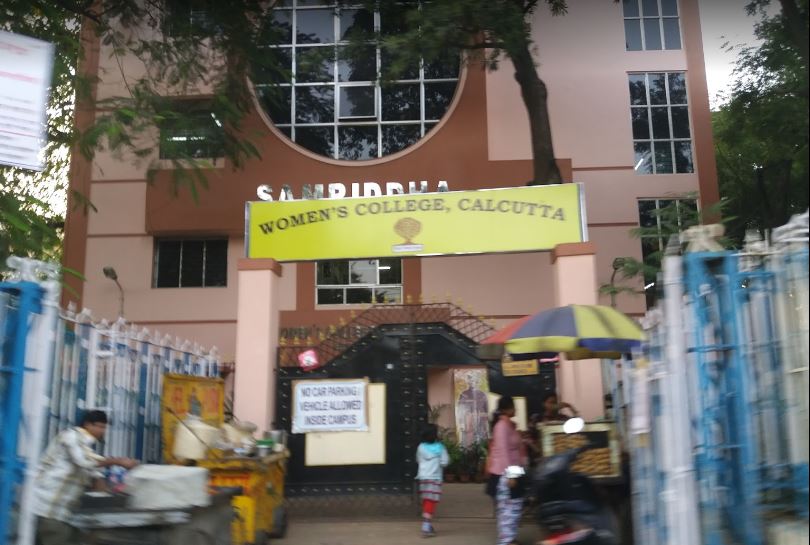 SAMRIDDHA
WOMEN'S COLLEGE, CALCUTTA
NO CAR PARKING /
VEHICLE ALLOWED
INSIDE CAMPUS